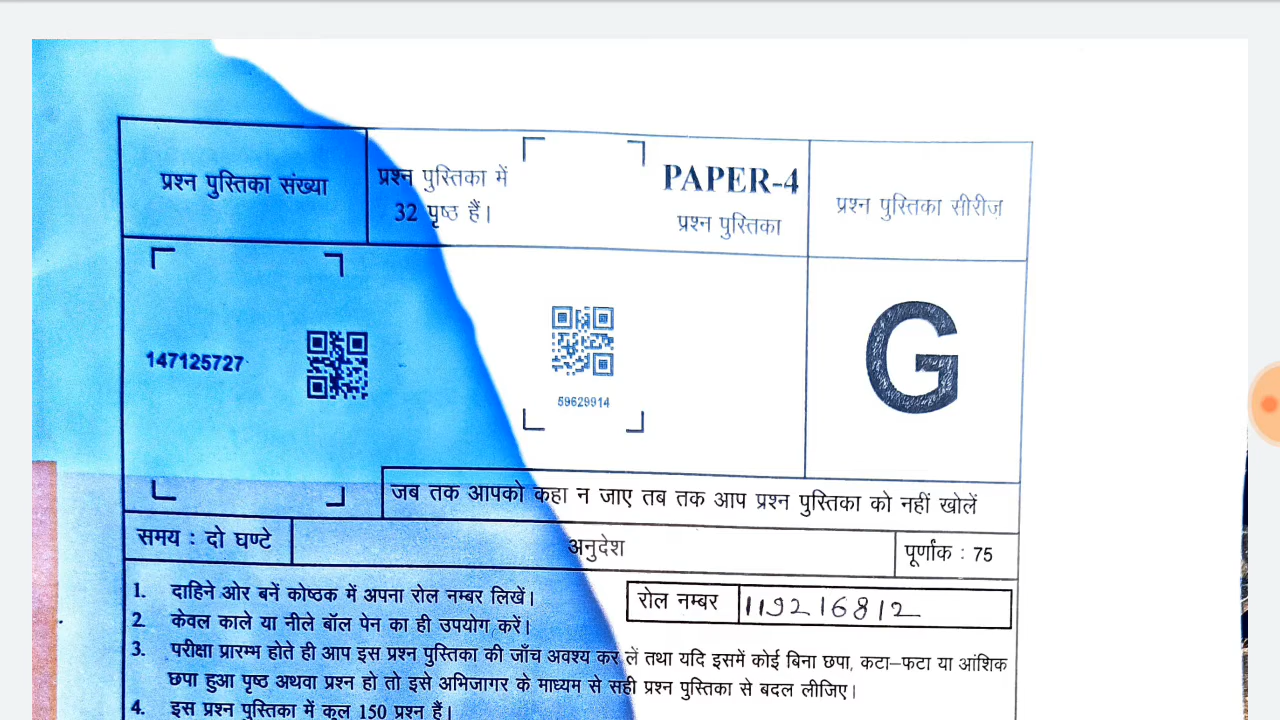 प्रश्न पुस्तिका संख्या
प्रश्न पुस्तिका में
32 पृष्ठ हैं।
PAPER-4
प्रश्न पुस्तिका
प्रश्न पुस्तिका सीरीज़
147125727
59629914
G
जब तक आपको कहा न जाए तब तक आप प्रश्न पुस्तिका को नहीं खोलें
समय : दो घण्टे
अनुदेश
पूर्णांक : 75
1. दाहिने ओर बनें कोष्ठक में अपना रोल नम्बर लिखें।
रोल नम्बर 119216812
2. केवल काले या नीले बॉल पेन का ही उपयोग करें।
3. परीक्षा प्रारम्भ होते ही आप इस प्रश्न पुस्तिका की जाँच अवश्य कर लें तथा यदि इसमें कोई बिना छपा, कटा–फटा या आंशिक
छपा हुआ पृष्ठ अथवा प्रश्न हो तो इसे अभिजागर के माध्यम से सही प्रश्न पुस्तिका से बदल लीजिए।
4. इस प्रश्न पुस्तिका में कुल 150 प्रश्न हैं।